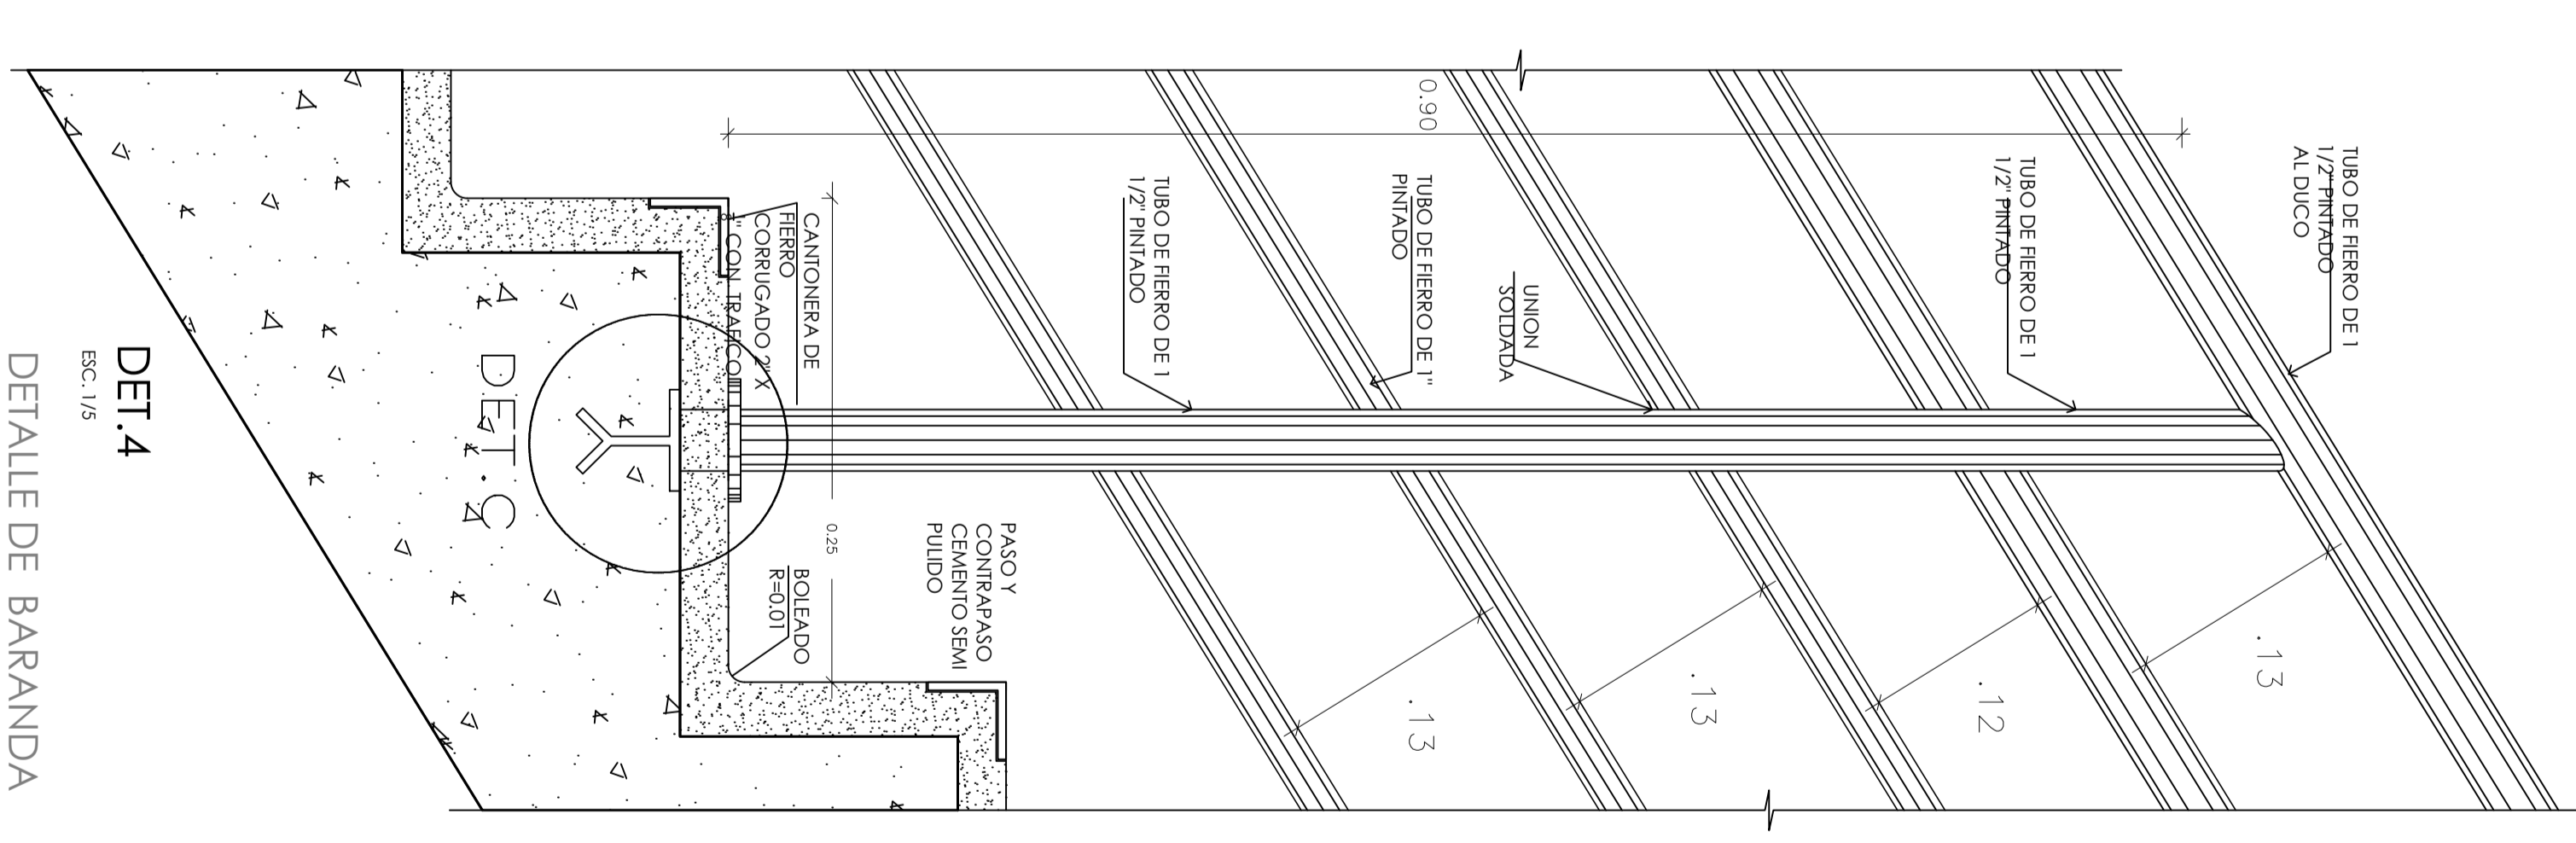 TUBO DE FIERRO DE 1
1/2" PINTADO
AL DUCO
TUBO DE FIERRO DE 1
1/2" PINTADO
.13
.12
UNION
SOLDADA
.13
0.90
TUBO DE FIERRO DE 1"
PINTADO
.13
TUBO DE FIERRO DE 1
1/2" PINTADO
PASO Y
CONTRAPASO
CEMENTO SEMI
PULIDO
0.25
CANTONERA DE
FIERRO
CORRUGADO 2" X
1" CON TRAFICO
BOLEADO
R=0.01
DET.C
DET.4
ESC. 1/5
DETALLE DE BARANDA